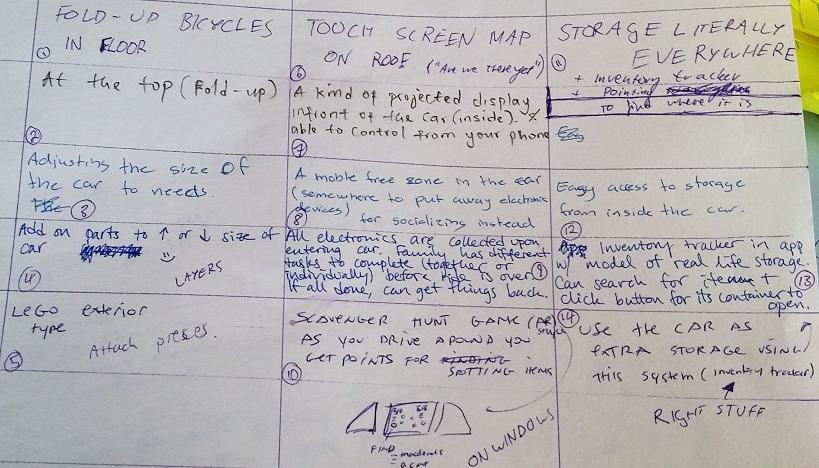 FOLD-UP BICYCLES
IN FLOOR
1
At the top (Fold-up)
2
Adjusting the size of
the car to needs.
3
Add on parts to ↑ or ↓ size of
car
LAYERS
4
LEGO exterior
type
Attach pieces.
5
TOUCH SCREEN MAP
ON ROOF ("Are we there yet")
6
A kind of projected display
infront of the car (inside).
able to control from your phone
7
A mobile free zone in the car
(somewhere to put away electronic
devices) for socializing instead
8
All electronics are collected upon
entering car. Family has different
tasks to complete (together or
individually) before ride is over
If all done, can get things back.
9
SCAVENGER HUNT GAME (AR)
AS YOU DRIVE AROUND YOU
GET POINTS FOR
SPOTTING ITEMS
10
FIND
= mcdonalds
= a car
ON WINDOWS
STORAGE LITERALLY
EVERYWHERE
11
+ Inventory tracker
+ Pointing
TO find where it is
Easy access to storage
from inside the car.
12
Inventory tracker in app
w/ model of real life storage.
Can search for item +
click button for its container to
open.
13
14
USE the CAR AS
EXTRA STORAGE USING
this system (inventory tracker)
RIGHT STUFF